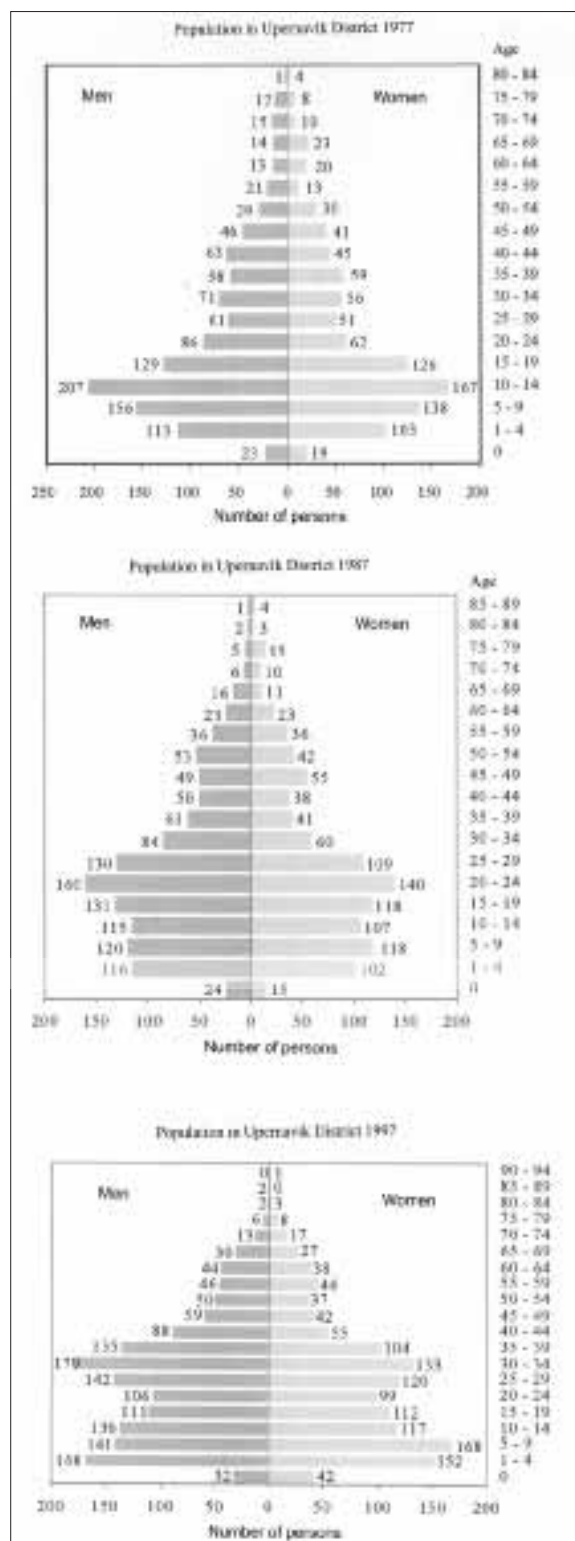 Population in Upernavik District 1977
Age
Men Women
1 4 80 - 84
12 8 75 - 79
15 10 70 - 74
14 23 65 - 69
13 20 60 - 64
21 13 55 - 59
30 50 - 54
46 41 45 - 49
63 45 40 - 44
58 59 35 - 39
71 56 30 - 34
61 51 25 - 29
86 62 20 - 24
129 126 15 - 19
207 167 10 - 14
156 138 5 - 9
113 103 1 - 4
23 0
250 200 150 100 50 0 50 100 150 200
Number of persons
Population in Upernavik District 1987
Age
Men Women
1 4 85 - 89
2 80 - 84
5 75 - 79
6 10 70 - 74
16 11 65 - 69
23 23 60 - 64
36 36 55 - 59
53 42 50 - 54
49 55 45 - 49
50 38 40 - 44
61 41 35 - 39
84 60 30 - 34
130 109 25 - 29
160 140 20 - 24
131 118 15 - 19
115 107 10 - 14
120 118 5 - 9
116 102 1 - 4
24 15 0
200 150 100 50 0 50 100 150 200
Number of persons
Population in Upernavik District 1997
Men Women
0 1 90 - 94
2 0 85 - 89
2 3 80 - 84
6 8 75 - 79
13 17 70 - 74
30 27 65 - 69
44 38 60 - 64
46 44 55 - 59
50 37 50 - 54
59 42 45 - 49
88 55 40 - 44
135 104 35 - 39
133 30 - 34
142 120 25 - 29
106 99 20 - 24
111 112 15 - 19
136 117 10 - 14
141 168 5 - 9
168 152 1 - 4
32 42 0
200 150 100 50 0 50 100 150 200
Number of persons